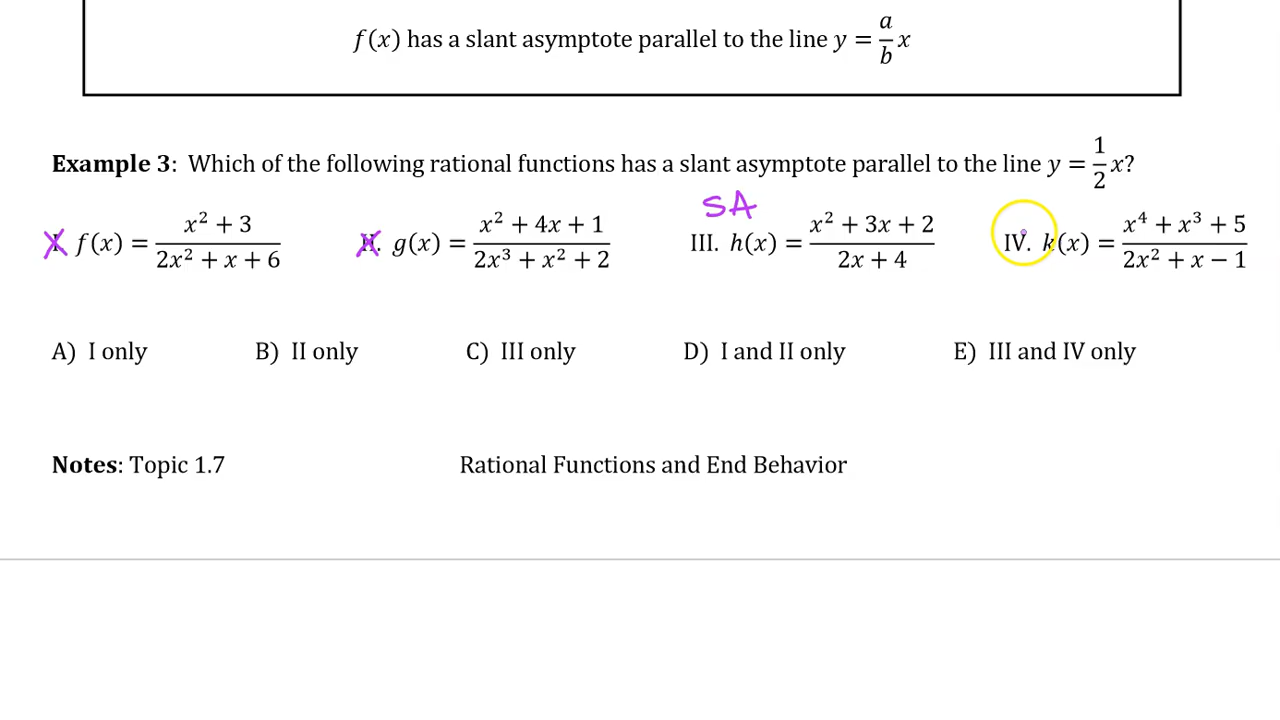 f(x) has a slant asymptote parallel to the line y = a/b x
Example 3: Which of the following rational functions has a slant asymptote parallel to the line y = 1/2 x?
SA
I. f(x) = (x² + 3)/(2x² + x + 6) II. g(x) = (x² + 4x + 1)/(2x³ + x² + 2) III. h(x) = (x² + 3x + 2)/(2x + 4) IV. k(x) = (x⁴ + x³ + 5)/(2x² + x − 1)
A) I only B) II only C) III only D) I and II only E) III and IV only
Notes: Topic 1.7 Rational Functions and End Behavior